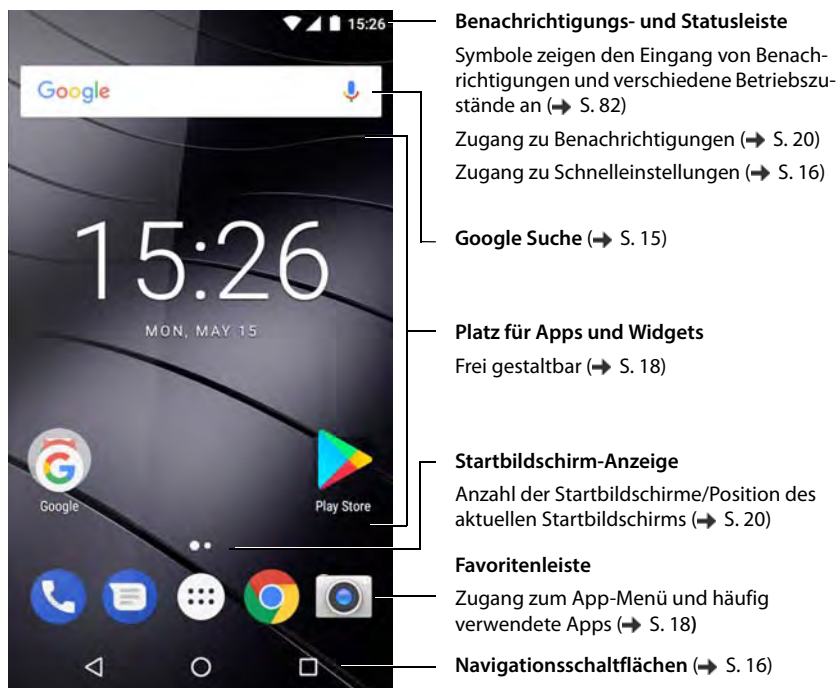 15:26
Google
15:26
MON, MAY 15
Google
Play Store
Benachrichtigungs- und Statusleiste
Symbole zeigen den Eingang von Benach-
richtigungen und verschiedene Betriebszu-
stände an (➔ S. 82)
Zugang zu Benachrichtigungen (➔ S. 20)
Zugang zu Schnelleinstellungen (➔ S. 16)
Google Suche (➔ S. 15)
Platz für Apps und Widgets
Frei gestaltbar (➔ S. 18)
Startbildschirm-Anzeige
Anzahl der Startbildschirme/Position des
aktuellen Startbildschirms (➔ S. 20)
Favoritenleiste
Zugang zum App-Menü und häufig
verwendete Apps (➔ S. 18)
Navigationsschaltflächen (➔ S. 16)